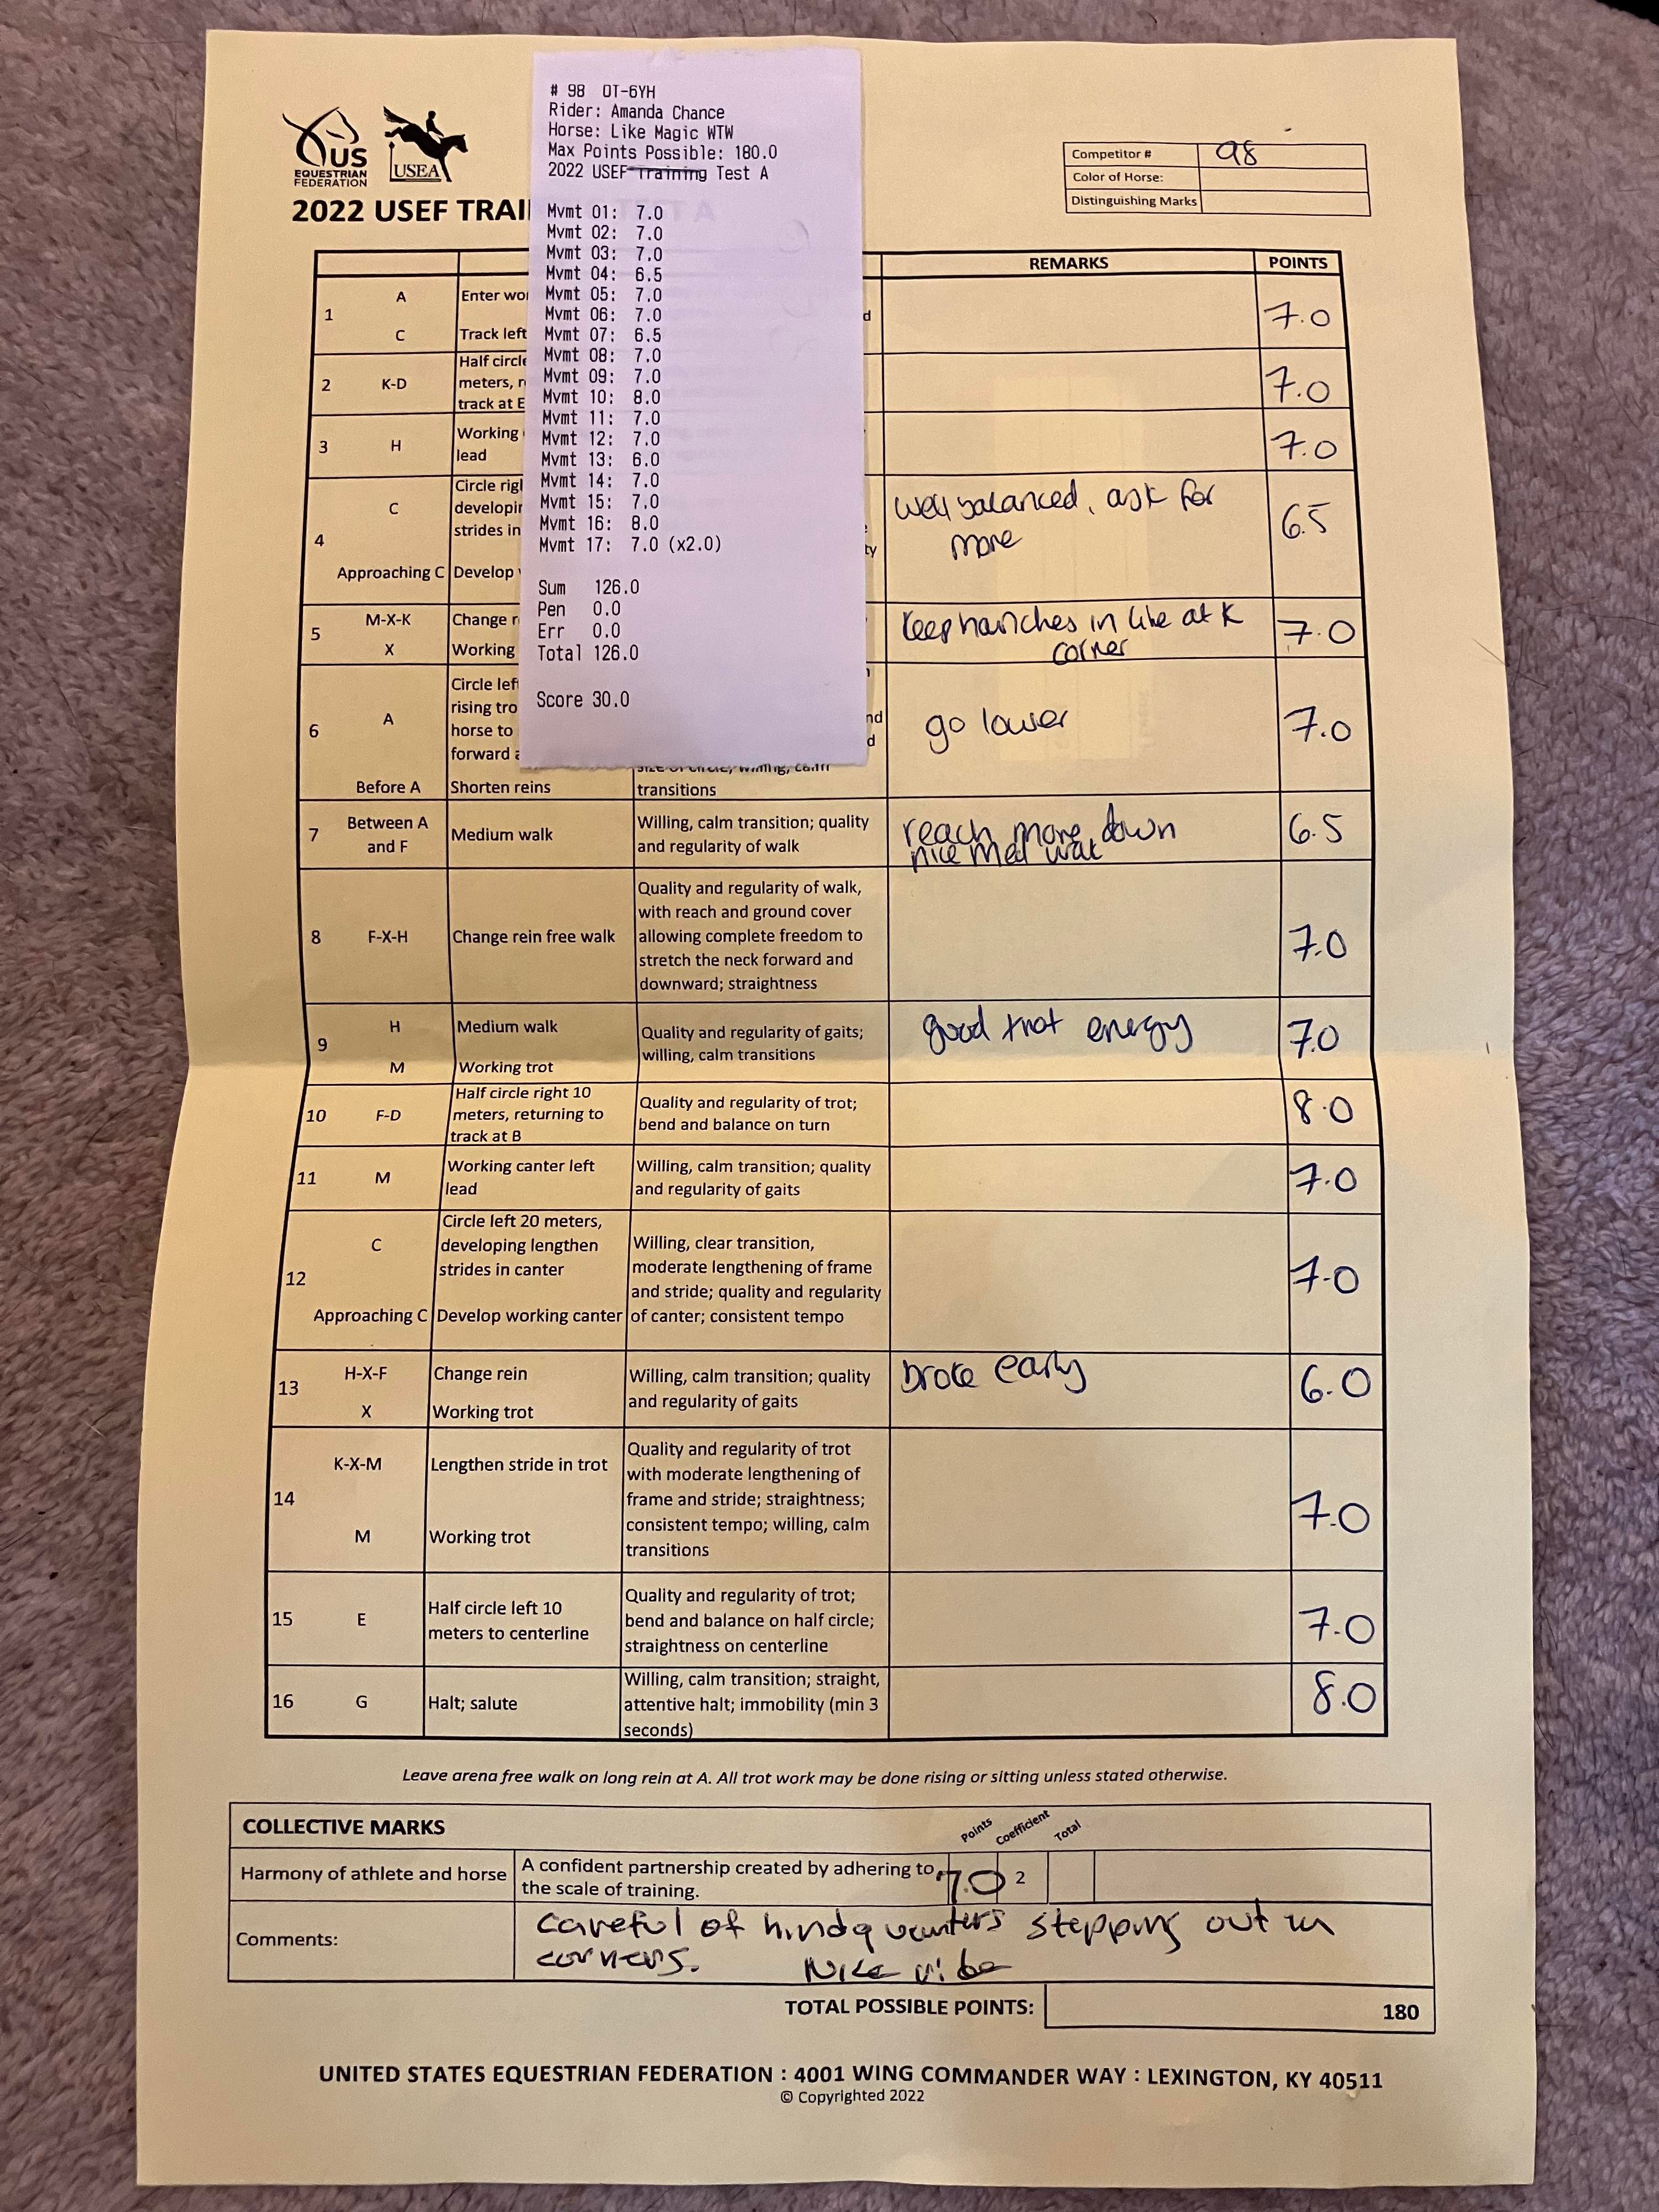 # 98 OT-6YH
Rider: Amanda Chance
Horse: Like Magic WTW
Max Points Possible: 180.0
2022 USEF Training Test A
Mvmt 01: 7.0
Mvmt 02: 7.0
Mvmt 03: 7.0
Mvmt 04: 6.5
Mvmt 05: 7.0
Mvmt 06: 7.0
Mvmt 07: 6.5
Mvmt 08: 7.0
Mvmt 09: 7.0
Mvmt 10: 8.0
Mvmt 11: 7.0
Mvmt 12: 7.0
Mvmt 13: 6.0
Mvmt 14: 7.0
Mvmt 15: 7.0
Mvmt 16: 8.0
Mvmt 17: 7.0 (x2.0)
Sum 126.0
Pen 0.0
Err 0.0
Total 126.0
Score 30.0
US
EQUESTRIAN
FEDERATION
USEA
2022 USEF TRAI
Competitor # 98
Color of Horse:
Distinguishing Marks
REMARKS POINTS
1 A Enter wo
C Track left
7.0
2 K-D Half circle
meters, r
track at E
7.0
3 H Working
lead
7.0
4 C Circle rig
developi
strides in
Approaching C Develop
well balanced, ask for
more
6.5
5 M-X-K Change r
X Working
keep haunches in line at K
corner
7.0
6 A Circle lef
rising tro
horse to
forward a
Before A Shorten reins
size of circle; willing, calm
transitions
go lower
7.0
7 Between A
and F
Medium walk
Willing, calm transition; quality
and regularity of walk
reach more down
nice med walk
6.5
8 F-X-H Change rein free walk
Quality and regularity of walk,
with reach and ground cover
allowing complete freedom to
stretch the neck forward and
downward; straightness
7.0
9 H Medium walk
M Working trot
Quality and regularity of gaits;
willing, calm transitions
good trot energy
7.0
10 F-D Half circle right 10
meters, returning to
track at B
Quality and regularity of trot;
bend and balance on turn
8.0
11 M Working canter left
lead
Willing, calm transition; quality
and regularity of gaits
7.0
12 C Circle left 20 meters,
developing lengthen
strides in canter
Approaching C Develop working canter
Willing, clear transition,
moderate lengthening of frame
and stride; quality and regularity
of canter; consistent tempo
7.0
13 H-X-F Change rein
X Working trot
Willing, calm transition; quality
and regularity of gaits
broke early
6.0
14 K-X-M Lengthen stride in trot
M Working trot
Quality and regularity of trot
with moderate lengthening of
frame and stride; straightness;
consistent tempo; willing, calm
transitions
7.0
15 E Half circle left 10
meters to centerline
Quality and regularity of trot;
bend and balance on half circle;
straightness on centerline
7.0
16 G Halt; salute
Willing, calm transition; straight,
attentive halt; immobility (min 3
seconds)
8.0
Leave arena free walk on long rein at A. All trot work may be done rising or sitting unless stated otherwise.
COLLECTIVE MARKS Points Coefficient Total
Harmony of athlete and horse
A confident partnership created by adhering to
the scale of training.
7.0 2
Comments:
careful of hindquarters stepping out in
corners. Nice vibe
TOTAL POSSIBLE POINTS: 180
UNITED STATES EQUESTRIAN FEDERATION : 4001 WING COMMANDER WAY : LEXINGTON, KY 40511
© Copyrighted 2022